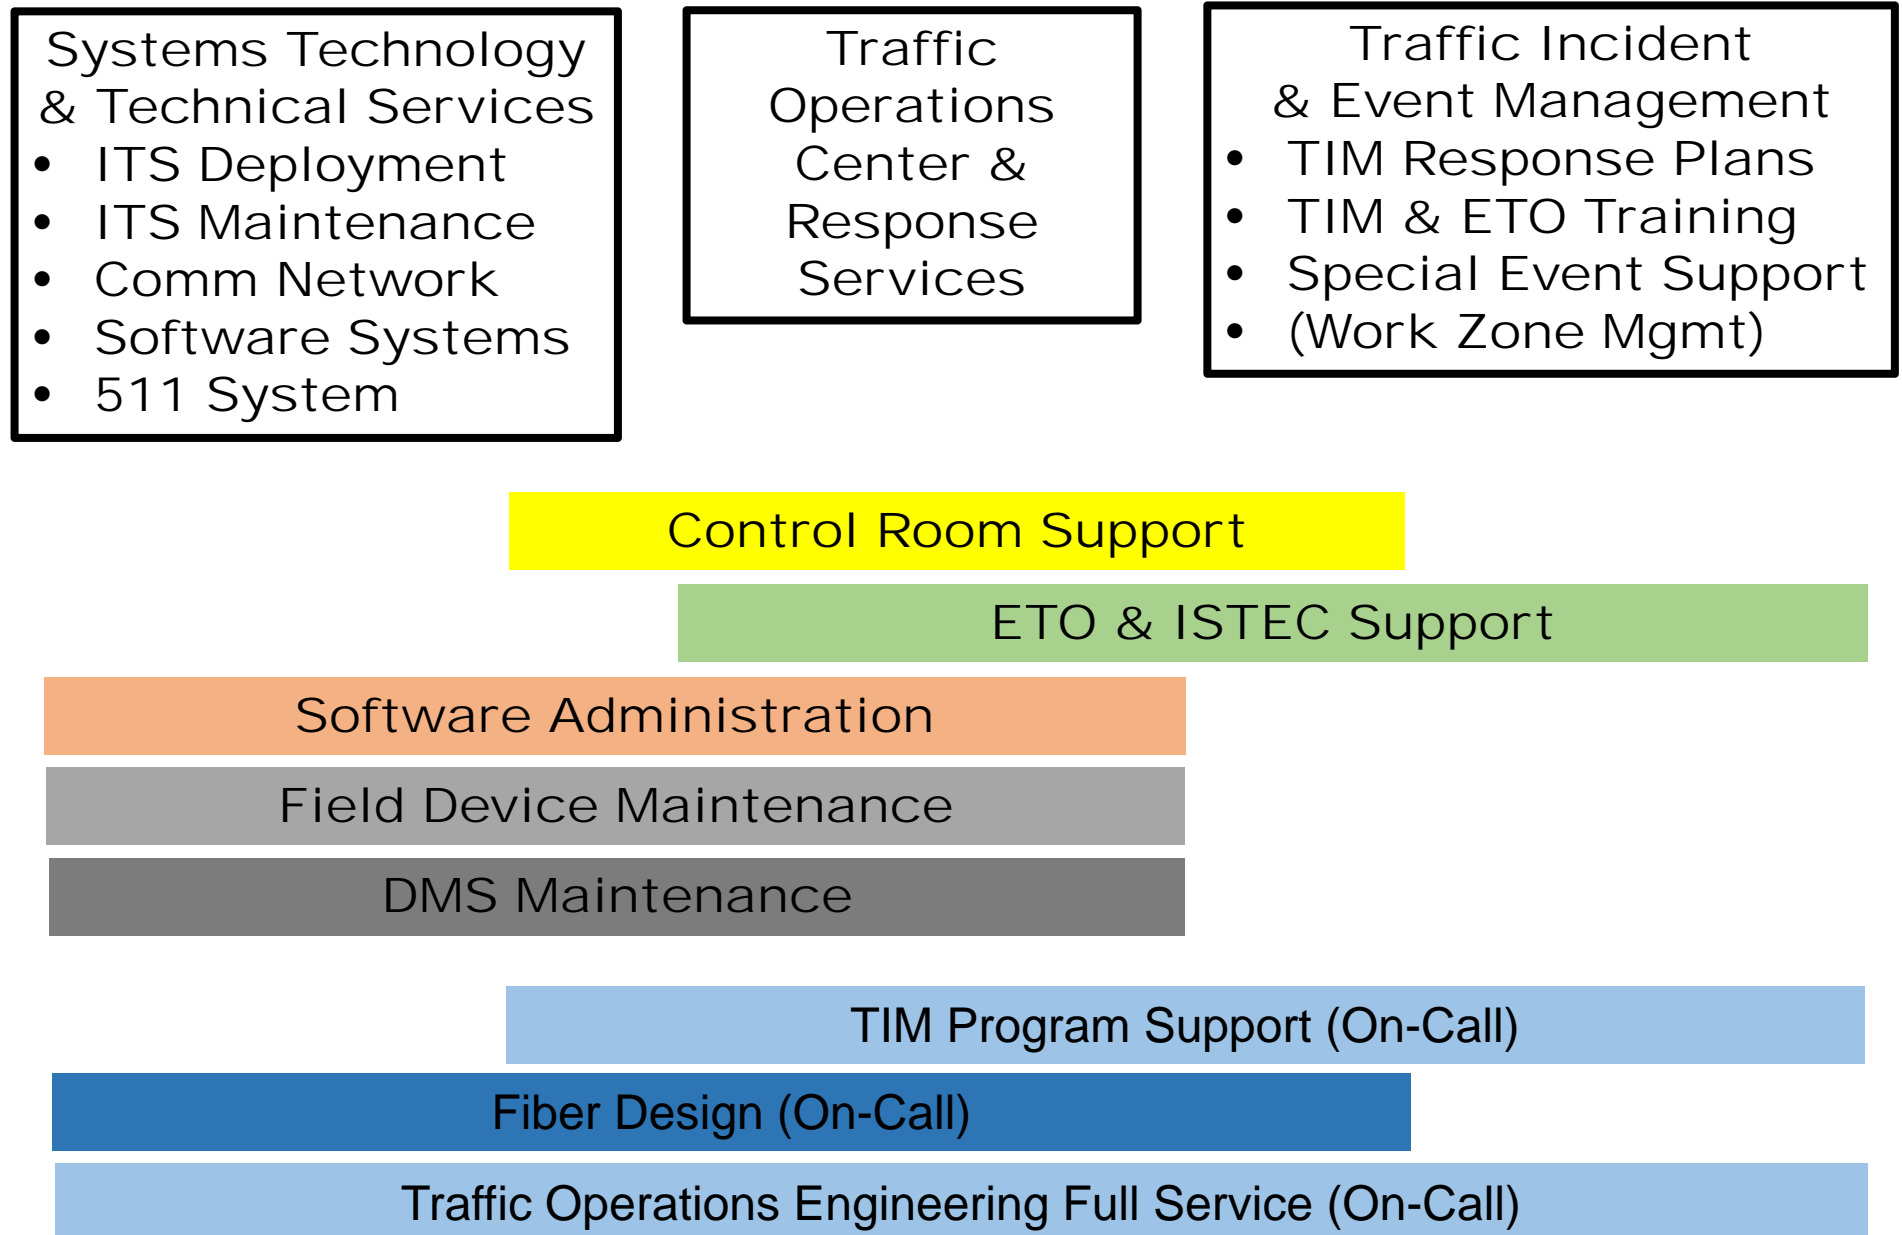 Systems Technology
& Technical Services
• ITS Deployment
• ITS Maintenance
• Comm Network
• Software Systems
• 511 System
Traffic
Operations
Center &
Response
Services
Traffic Incident
& Event Management
• TIM Response Plans
• TIM & ETO Training
• Special Event Support
• (Work Zone Mgmt)
Control Room Support
ETO & ISTEC Support
Software Administration
Field Device Maintenance
DMS Maintenance
TIM Program Support (On-Call)
Fiber Design (On-Call)
Traffic Operations Engineering Full Service (On-Call)